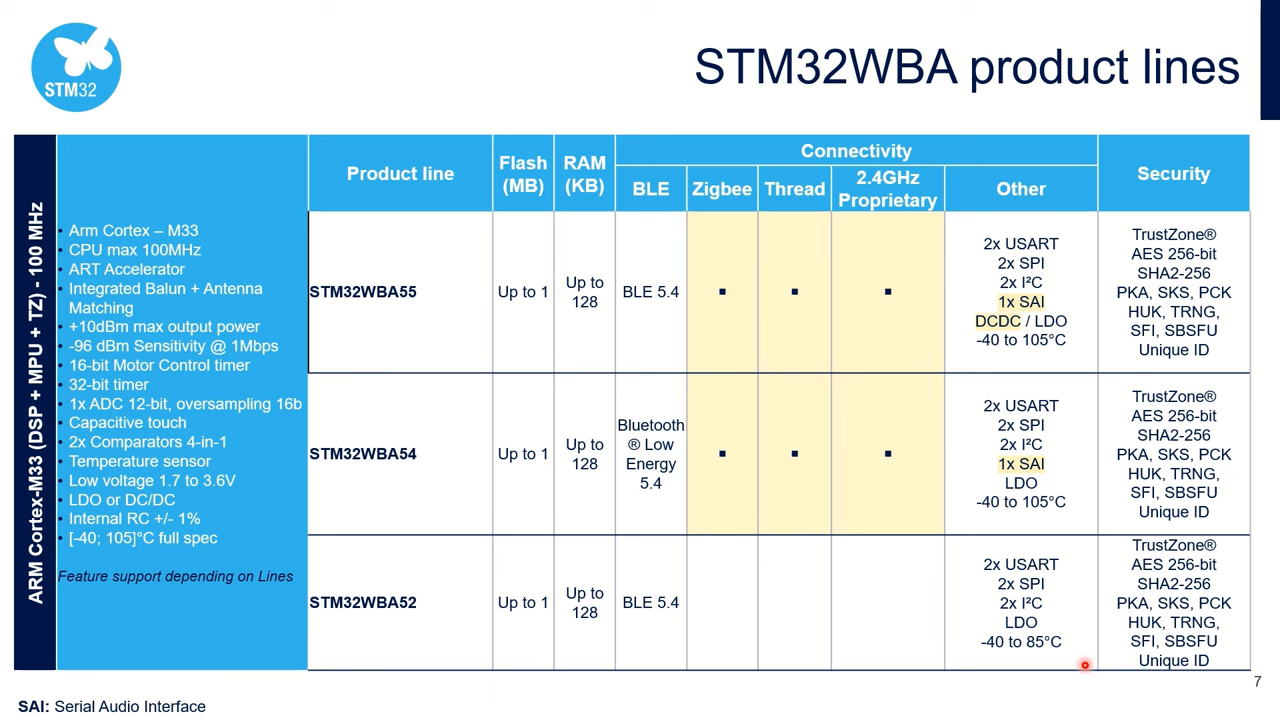 STM32
STM32WBA product lines
ARM Cortex-M33 (DSP + MPU + TZ) - 100 MHz
• Arm Cortex – M33
• CPU max 100MHz
• ART Accelerator
• Integrated Balun + Antenna
Matching
• +10dBm max output power
• -96 dBm Sensitivity @ 1Mbps
• 16-bit Motor Control timer
• 32-bit timer
• 1x ADC 12-bit, oversampling 16b
• Capacitive touch
• 2x Comparators 4-in-1
• Temperature sensor
• Low voltage 1.7 to 3.6V
• LDO or DC/DC
• Internal RC +/- 1%
• [-40; 105]°C full spec
Feature support depending on Lines
Product line
Flash
(MB)
RAM
(KB)
Connectivity
BLE
Zigbee
Thread
2.4GHz
Proprietary
Other
Security
STM32WBA55
Up to 1
Up to
128
BLE 5.4
▪
▪
▪
2x USART
2x SPI
2x I²C
1x SAI
DCDC / LDO
-40 to 105°C
TrustZone®
AES 256-bit
SHA2-256
PKA, SKS, PCK
HUK, TRNG,
SFI, SBSFU
Unique ID
STM32WBA54
Up to 1
Up to
128
Bluetooth
® Low
Energy
5.4
▪
▪
▪
2x USART
2x SPI
2x I²C
1x SAI
LDO
-40 to 105°C
TrustZone®
AES 256-bit
SHA2-256
PKA, SKS, PCK
HUK, TRNG,
SFI, SBSFU
Unique ID
STM32WBA52
Up to 1
Up to
128
BLE 5.4
2x USART
2x SPI
2x I²C
LDO
-40 to 85°C
TrustZone®
AES 256-bit
SHA2-256
PKA, SKS, PCK
HUK, TRNG,
SFI, SBSFU
Unique ID
7
SAI: Serial Audio Interface